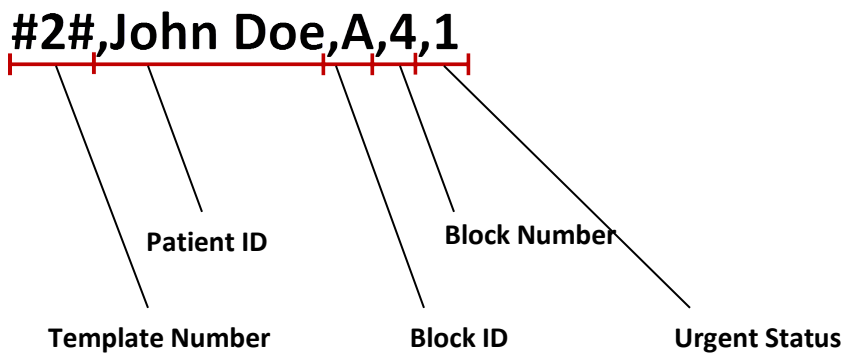 #2#,John Doe,A,4,1
Patient ID
Block Number
Template Number
Block ID
Urgent Status